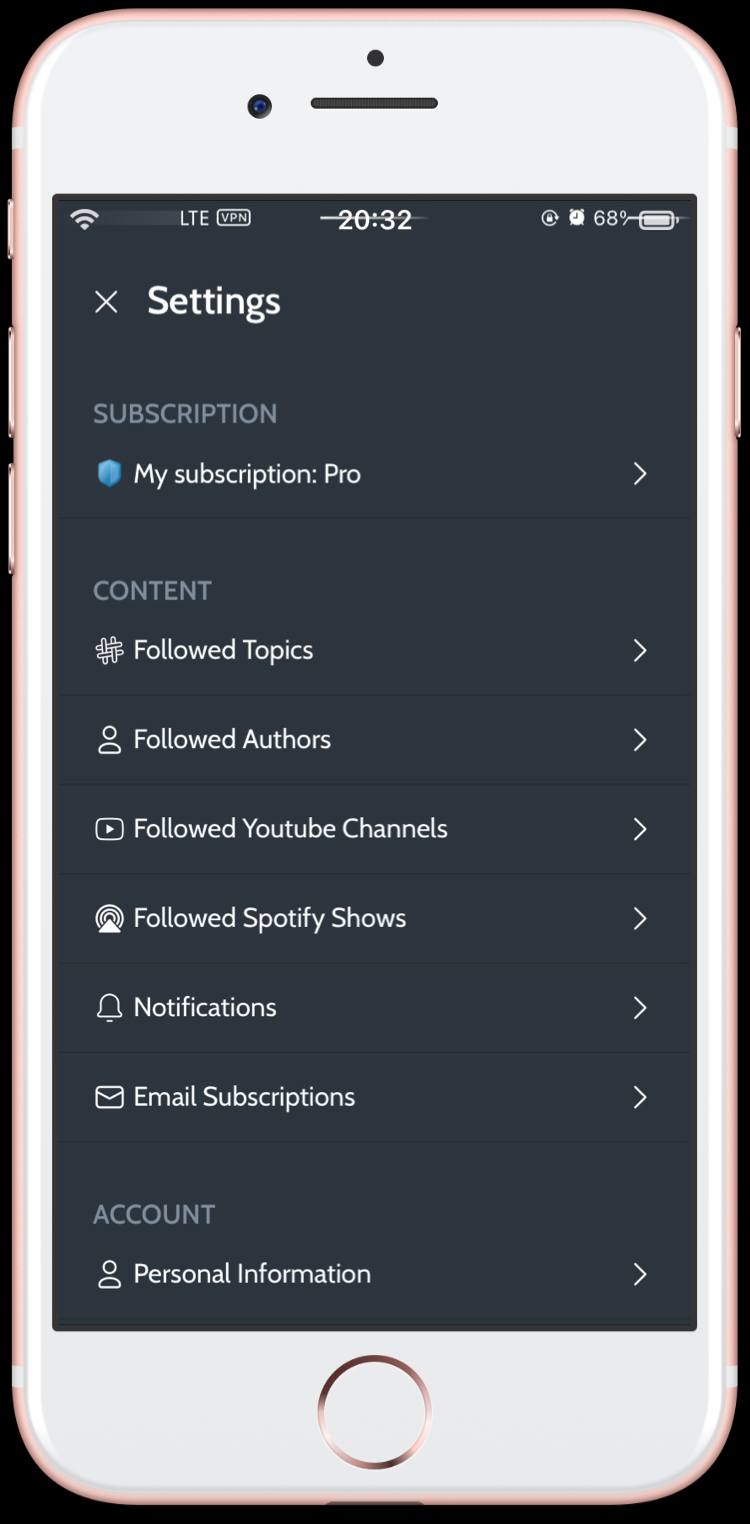 LTE VPN 20:32 68%
Settings
SUBSCRIPTION
My subscription: Pro
CONTENT
Followed Topics
Followed Authors
Followed Youtube Channels
Followed Spotify Shows
Notifications
Email Subscriptions
ACCOUNT
Personal Information